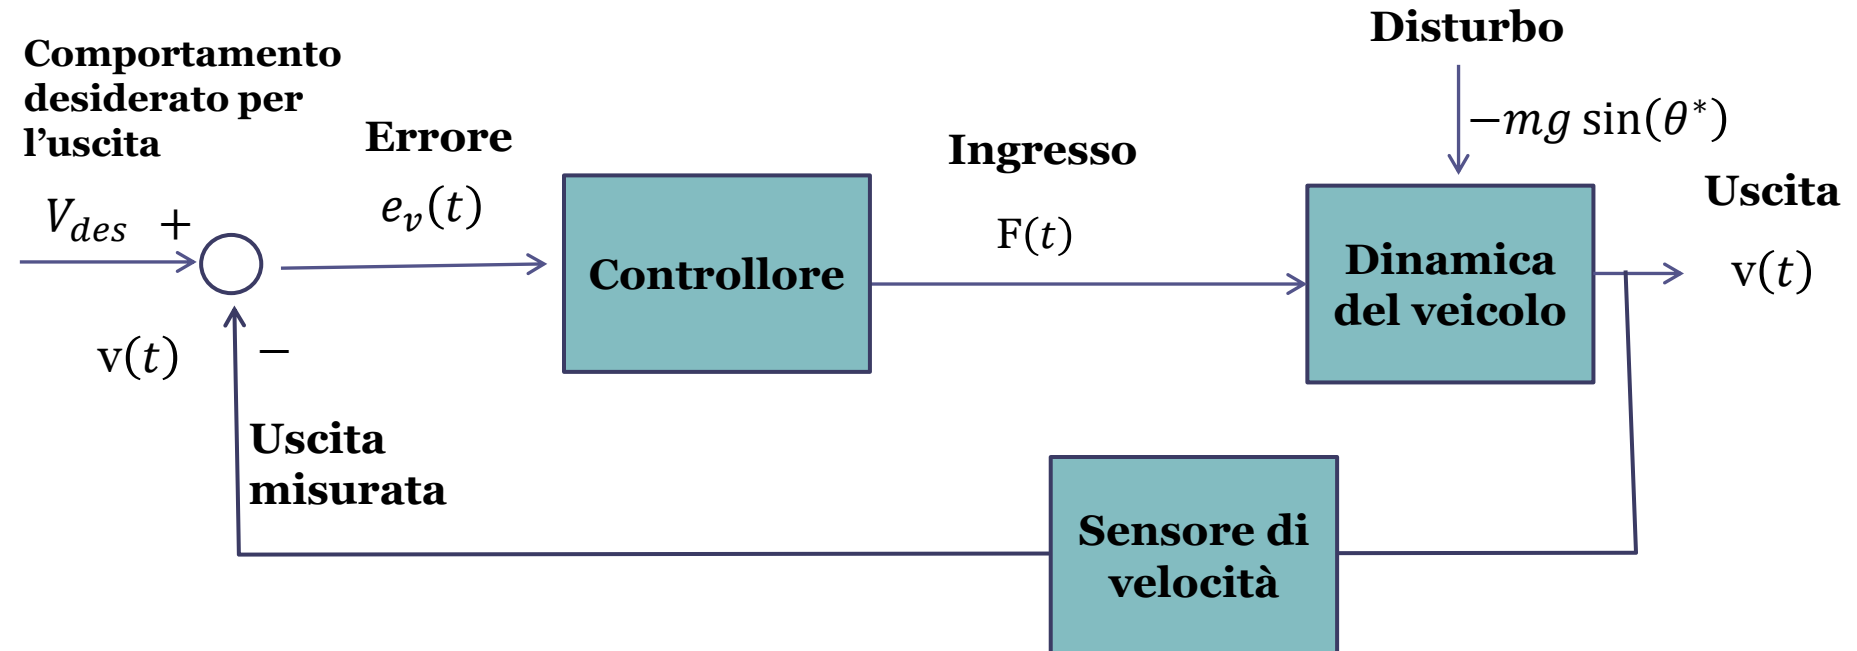 Comportamento
desiderato per
l’uscita
V_des +
Errore
e_v(t)
Controllore
Ingresso
F(t)
Disturbo
−mg sin(θ*)
Dinamica
del veicolo
Uscita
v(t)
v(t) −
Uscita
misurata
Sensore di
velocità